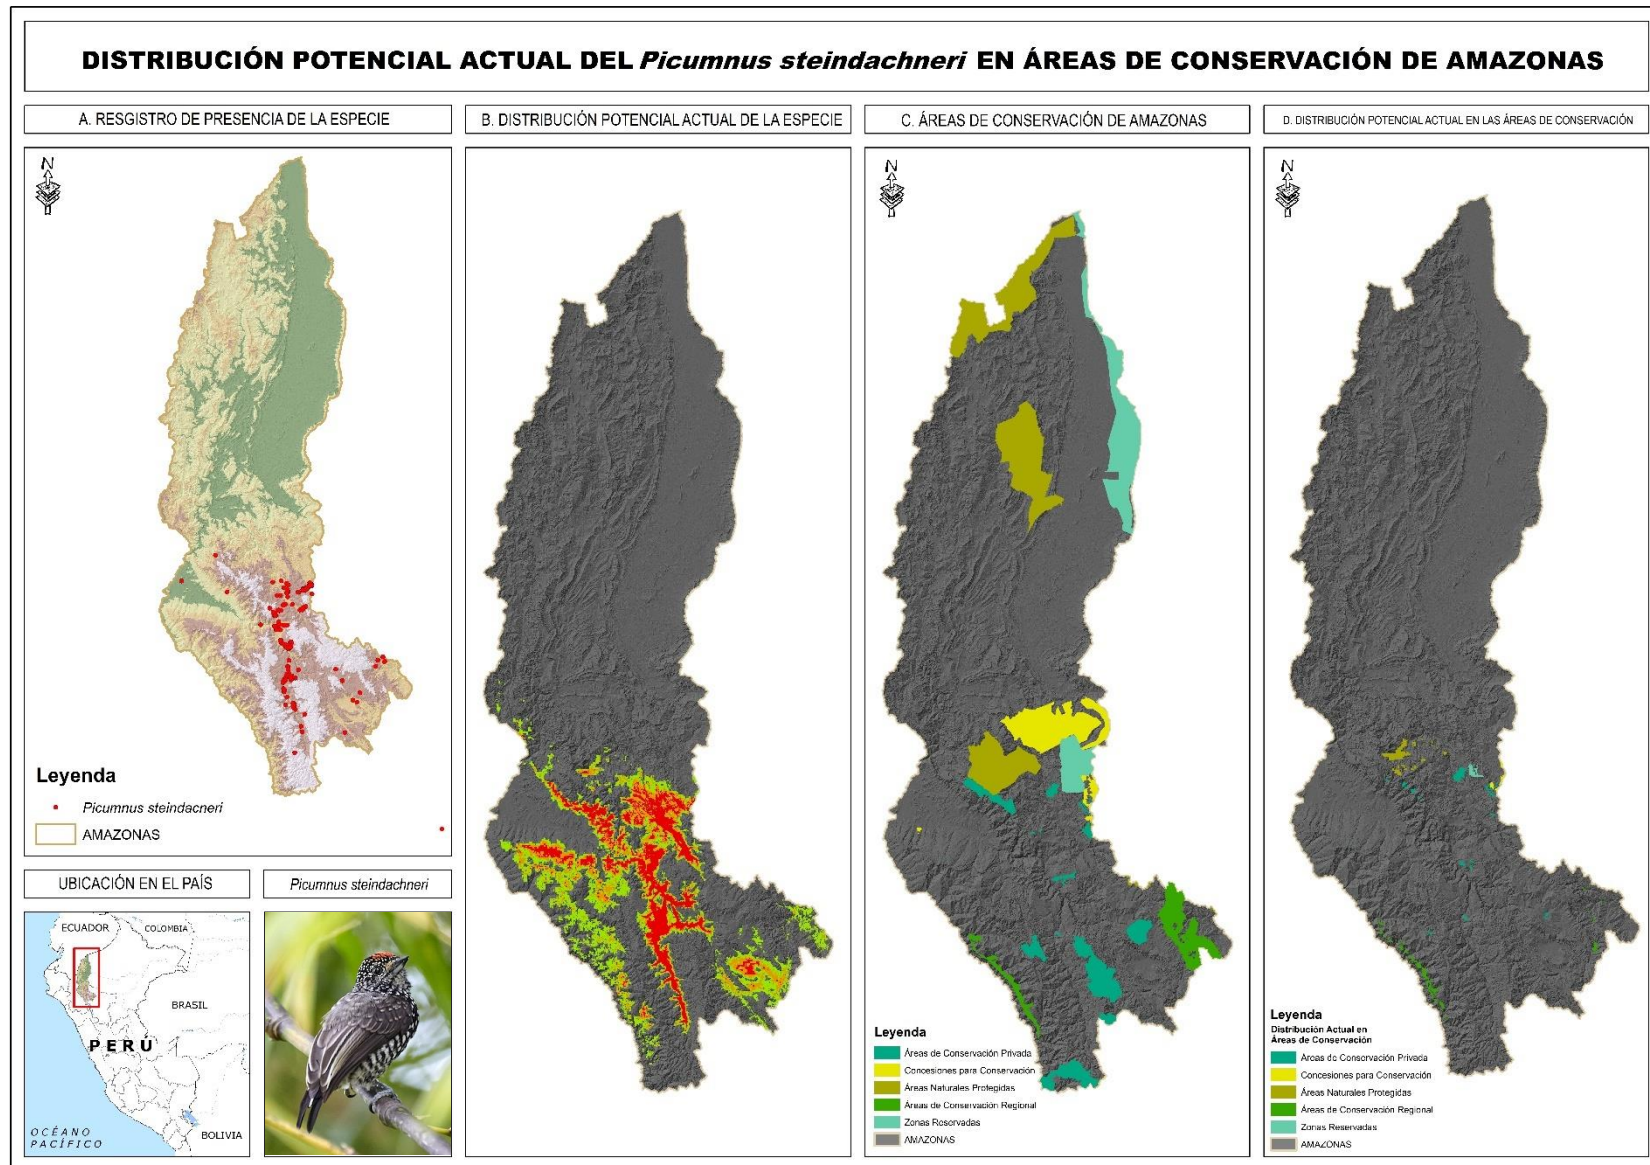 DISTRIBUCIÓN POTENCIAL ACTUAL DEL Picumnus steindachneri EN ÁREAS DE CONSERVACIÓN DE AMAZONAS
A. RESGISTRO DE PRESENCIA DE LA ESPECIE
N
Leyenda
Picumnus steindacneri
AMAZONAS
UBICACIÓN EN EL PAÍS
ECUADOR
COLOMBIA
BRASIL
PERÚ
OCÉANO
PACÍFICO
BOLIVIA
Picumnus steindachneri
B. DISTRIBUCIÓN POTENCIAL ACTUAL DE LA ESPECIE
C. ÁREAS DE CONSERVACIÓN DE AMAZONAS
N
Leyenda
Áreas de Conservación Privada
Concesiones para Conservación
Áreas Naturales Protegidas
Áreas de Conservación Regional
Zonas Reservadas
AMAZONAS
D. DISTRIBUCIÓN POTENCIAL ACTUAL EN LAS ÁREAS DE CONSERVACIÓN
N
Leyenda
Distribución Actual en
Áreas de Conservación
Áreas de Conservación Privada
Concesiones para Conservación
Áreas Naturales Protegidas
Áreas de Conservación Regional
Zonas Reservadas
AMAZONAS